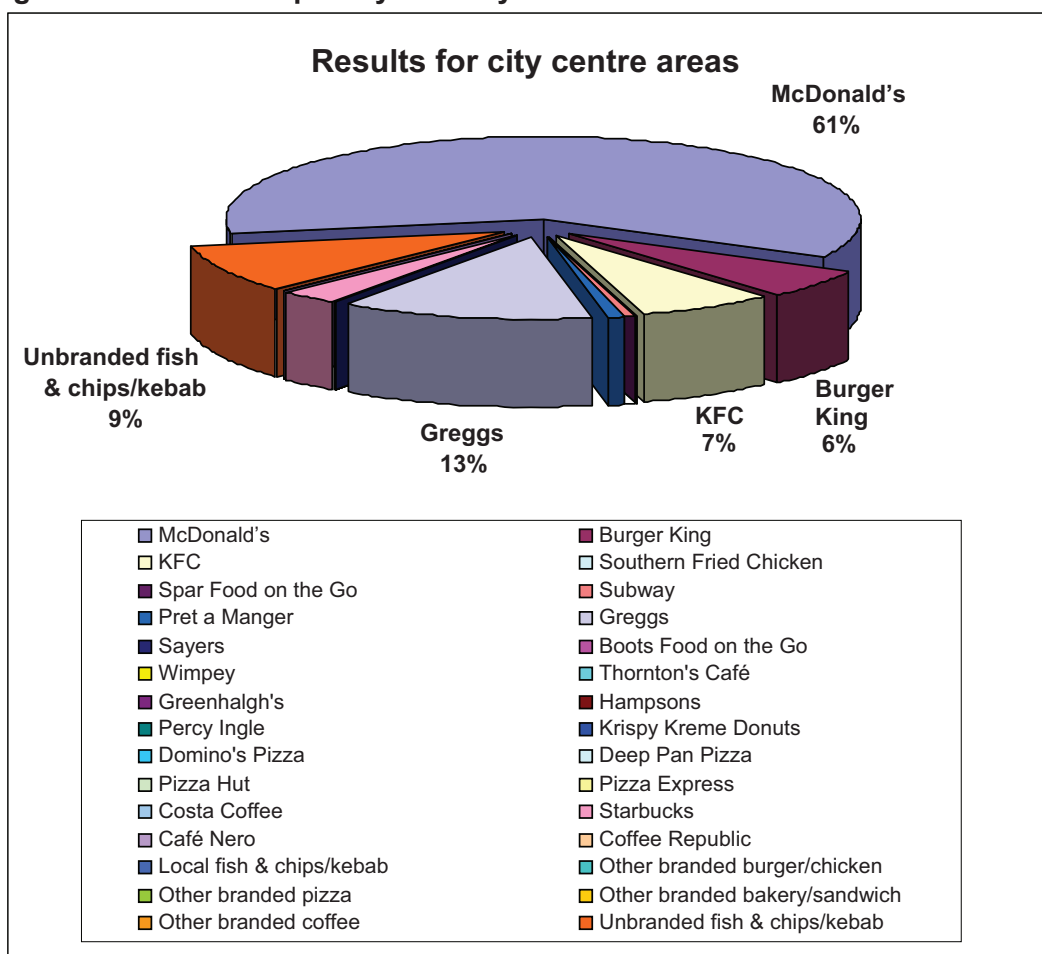 Results for city centre areas
McDonald's
61%
Unbranded fish
& chips/kebab
9%
Greggs
13%
KFC
7%
Burger
King
6%
McDonald's
Burger King
KFC
Southern Fried Chicken
Spar Food on the Go
Subway
Pret a Manger
Greggs
Sayers
Boots Food on the Go
Wimpey
Thornton's Café
Greenhalgh's
Hampsons
Percy Ingle
Krispy Kreme Donuts
Domino's Pizza
Deep Pan Pizza
Pizza Hut
Pizza Express
Costa Coffee
Starbucks
Café Nero
Coffee Republic
Local fish & chips/kebab
Other branded burger/chicken
Other branded pizza
Other branded bakery/sandwich
Other branded coffee
Unbranded fish & chips/kebab